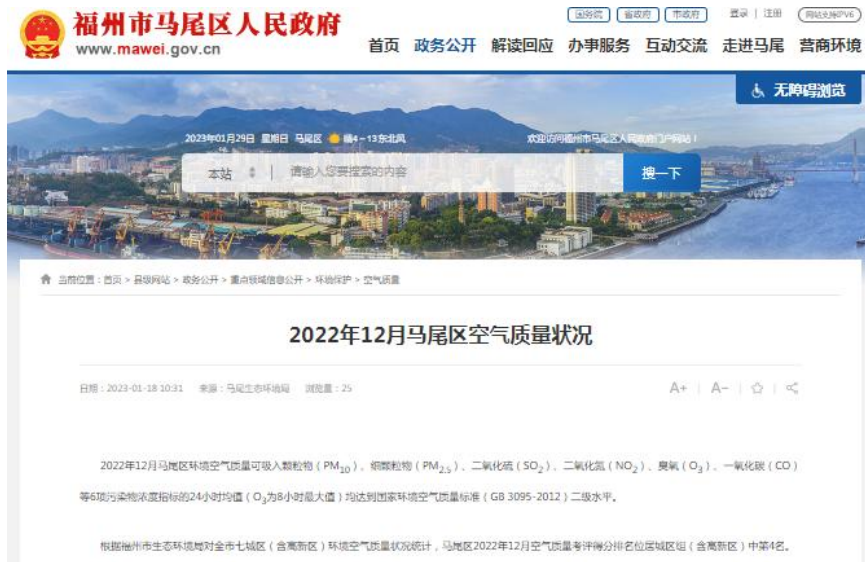 国务院 省政府 市政府 登录 | 注册 网站支持IPV6
福州市马尾区人民政府
www.mawei.gov.cn
首页 政务公开 解读回应 办事服务 互动交流 走进马尾 营商环境
无障碍浏览
2023年01月29日 星期日 马尾区 晴4~13东北风 欢迎访问福州市马尾区人民政府门户网站！
本站 请输入您要搜索的内容 搜一下
当前位置：首页 > 县级网站 > 政务公开 > 重点领域信息公开 > 环境保护 > 空气质量
2022年12月马尾区空气质量状况
日期：2023-01-18 10:31 来源：马尾生态环境局 浏览量：25 A+ | A- |
2022年12月马尾区环境空气质量可吸入颗粒物（PM10）、细颗粒物（PM2.5）、二氧化硫（SO2）、二氧化氮（NO2）、臭氧（O3）、一氧化碳（CO）
等6项污染物浓度指标的24小时均值（O3为8小时最大值）均达到国家环境空气质量标准（GB 3095-2012）二级水平。
根据福州市生态环境局对全市七城区（含高新区）环境空气质量状况统计，马尾区2022年12月空气质量考评得分排名位居城区组（含高新区）中第4名。